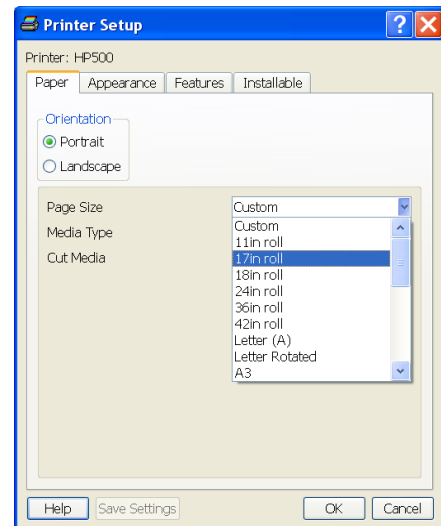 Printer Setup
Printer: HP500
Paper Appearance Features Installable
Orientation
Portrait
Landscape
Page Size Custom
Media Type
Cut Media
Custom
11in roll
17in roll
18in roll
24in roll
36in roll
42in roll
Letter (A)
Letter Rotated
A3
Help Save Settings OK Cancel